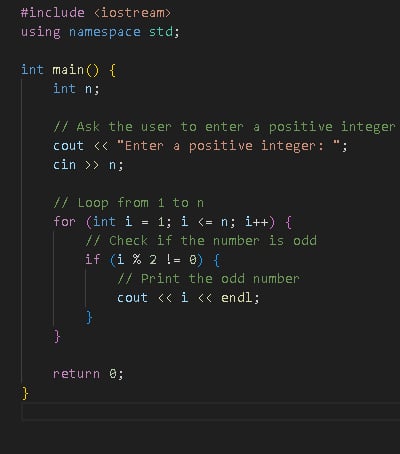 #include <iostream>
using namespace std;

int main() {
    int n;

    // Ask the user to enter a positive integer
    cout << "Enter a positive integer: ";
    cin >> n;

    // Loop from 1 to n
    for (int i = 1; i <= n; i++) {
        // Check if the number is odd
        if (i % 2 != 0) {
            // Print the odd number
            cout << i << endl;
        }
    }

    return 0;
}